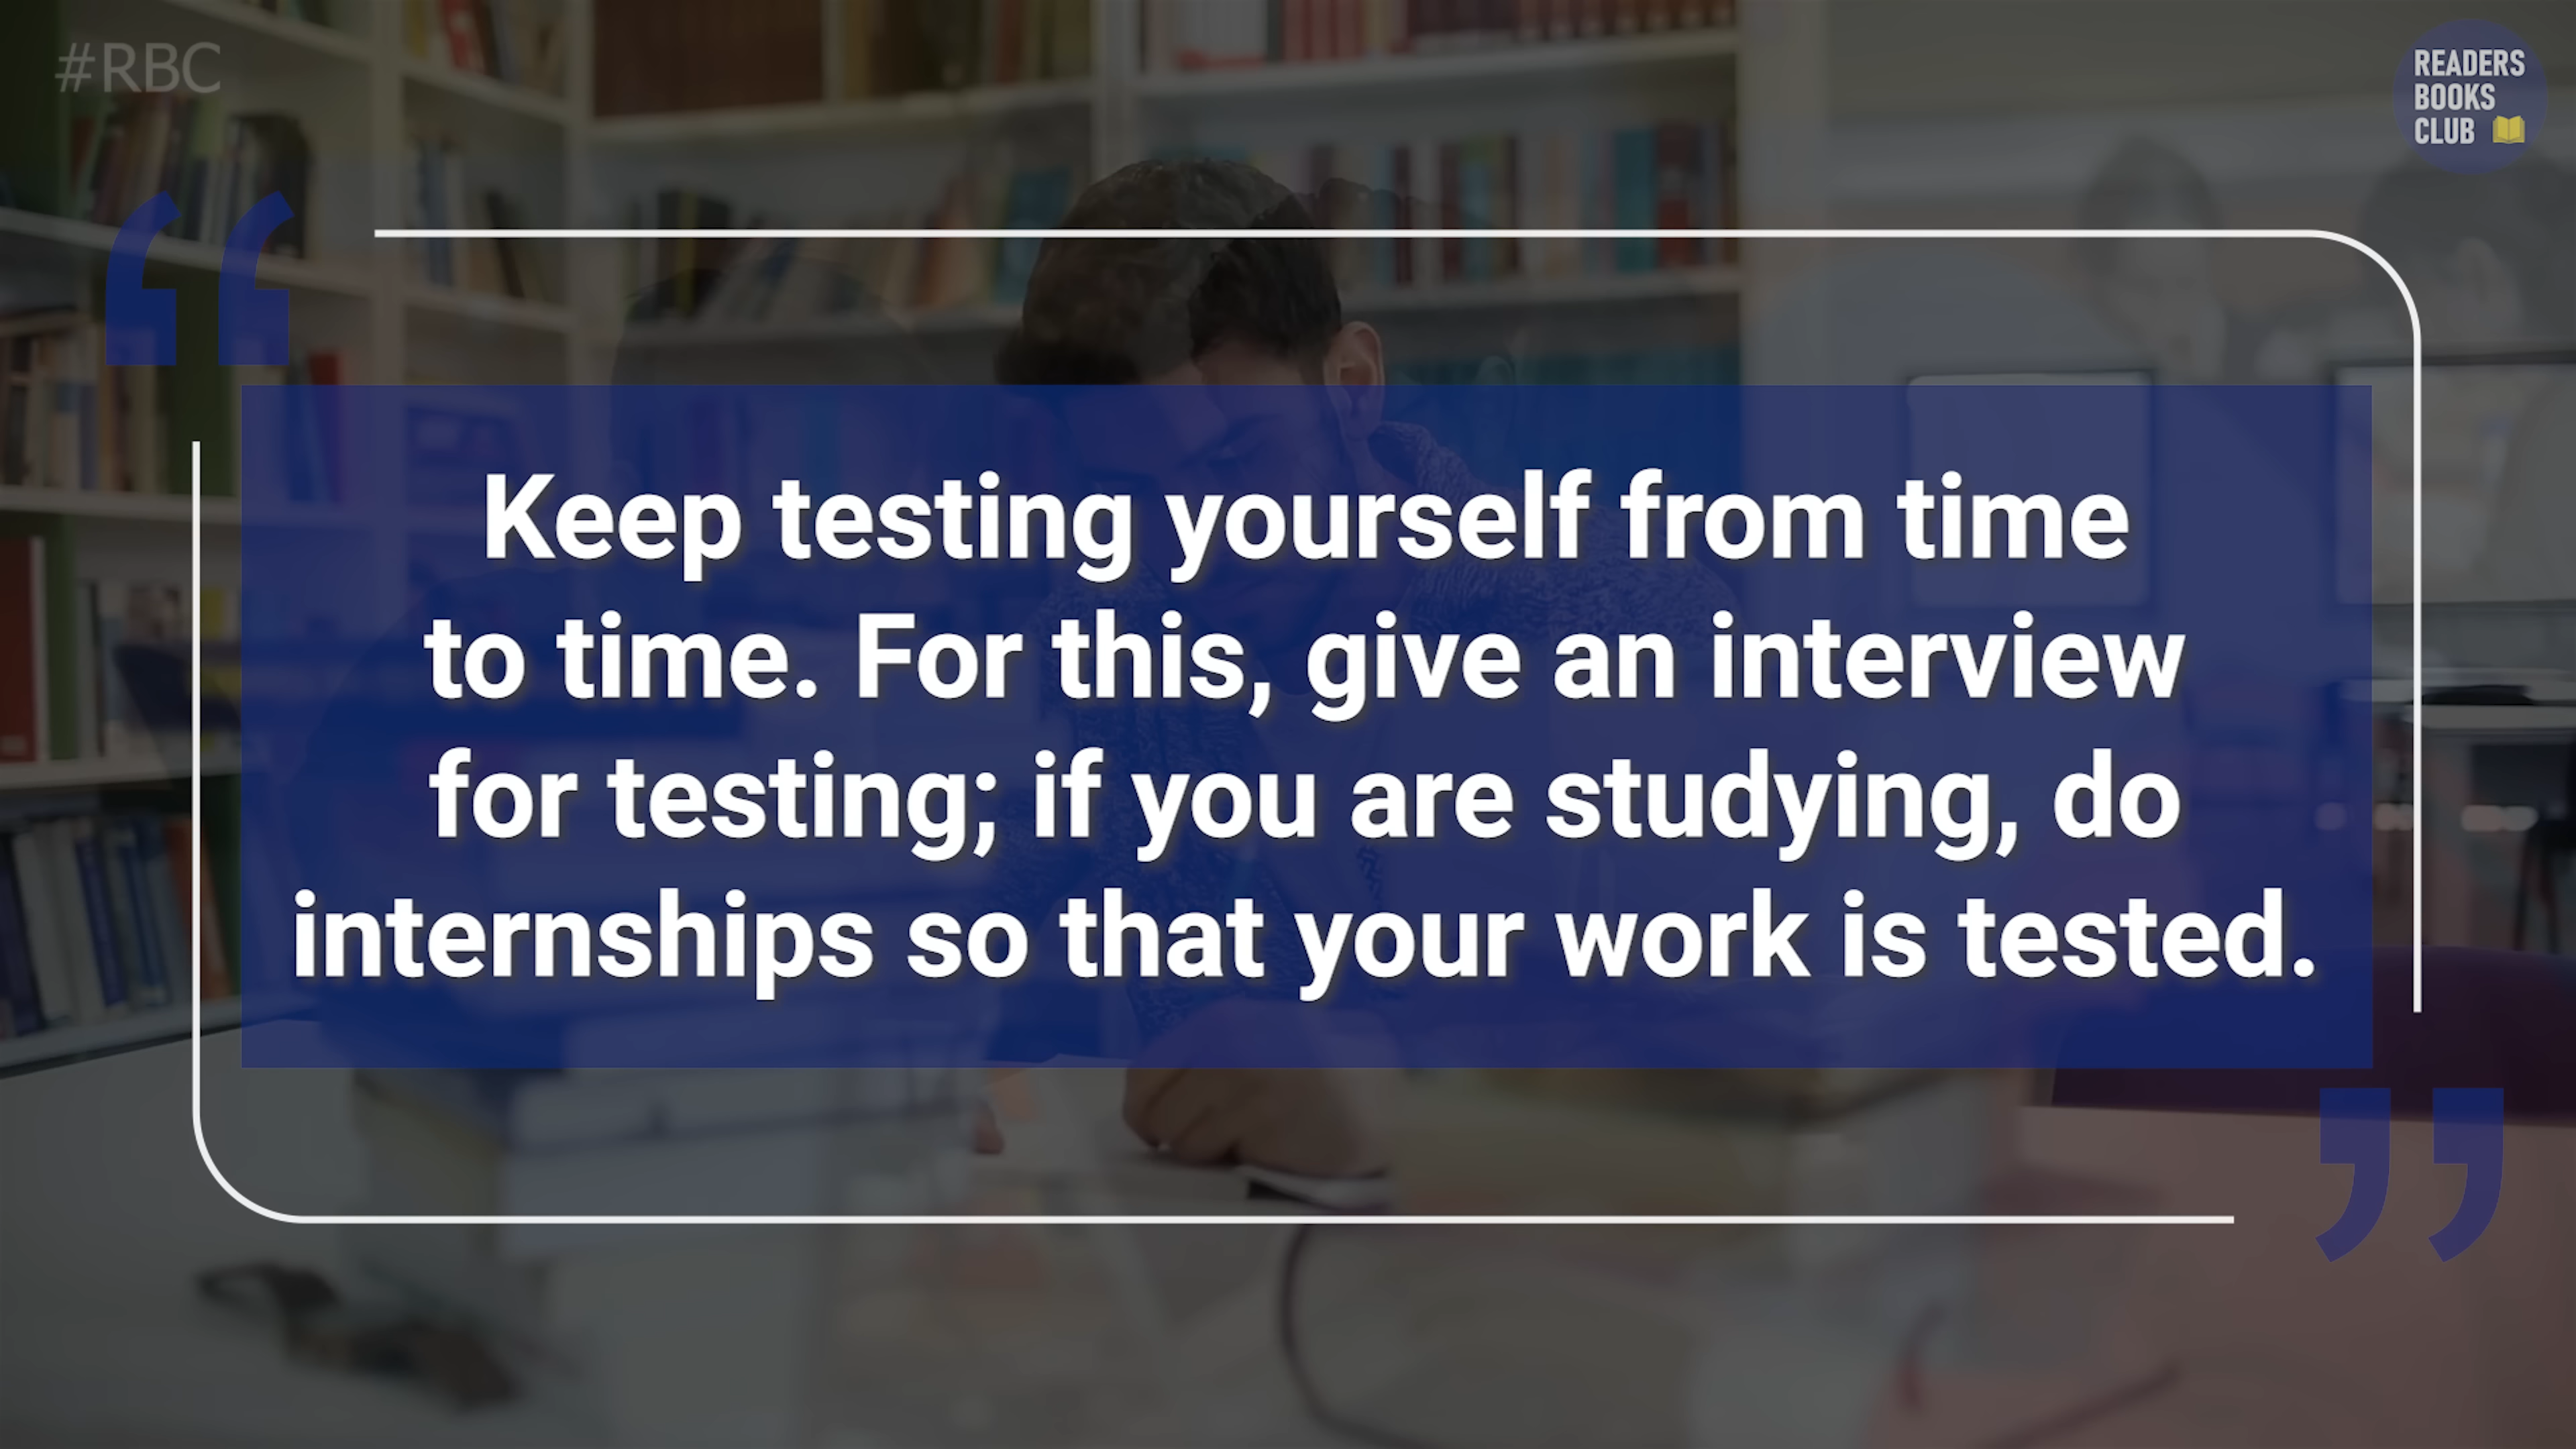 #RBC
READERS
BOOKS
CLUB
Keep testing yourself from time
to time. For this, give an interview
for testing; if you are studying, do
internships so that your work is tested.